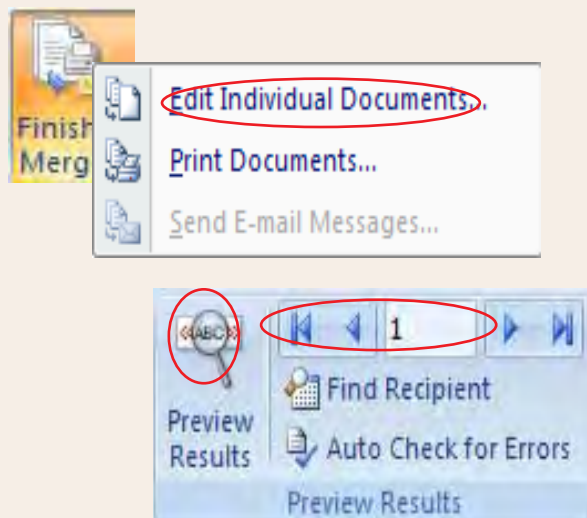 Edit Individual Documents...
Finish
Merg
Print Documents...
Send E-mail Messages...
«ABC»
1
Find Recipient
Preview
Results
Auto Check for Errors
Preview Results